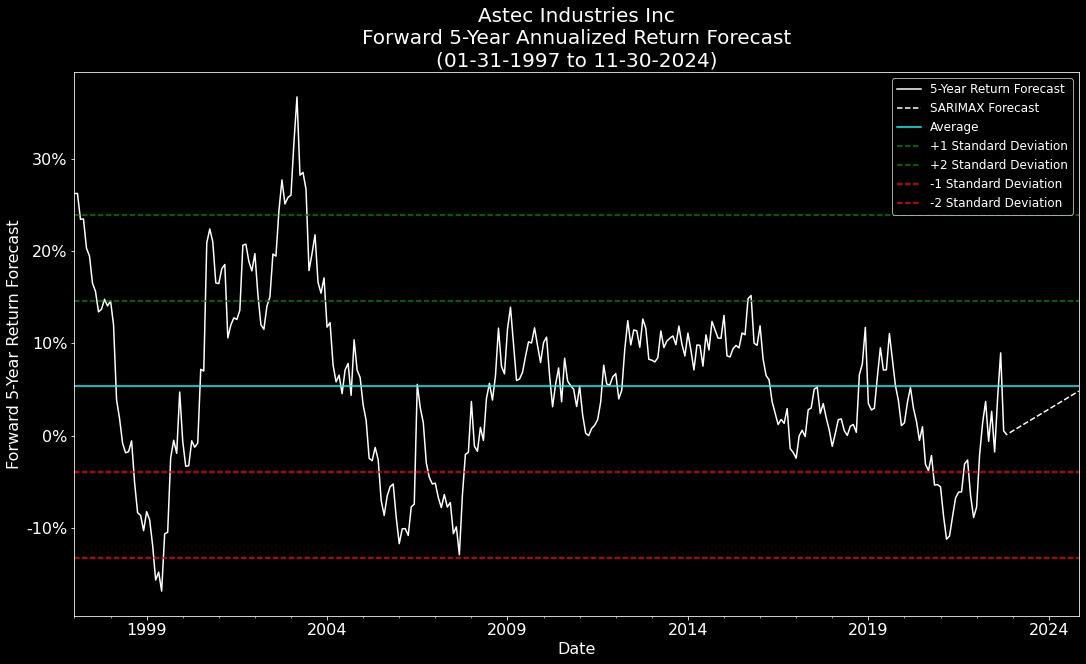 Astec Industries Inc
Forward 5-Year Annualized Return Forecast
(01-31-1997 to 11-30-2024)
5-Year Return Forecast
SARIMAX Forecast
Average
+1 Standard Deviation
+2 Standard Deviation
-1 Standard Deviation
-2 Standard Deviation
Forward 5-Year Return Forecast
30%
20%
10%
0%
-10%
1999
2004
2009
2014
2019
2024
Date